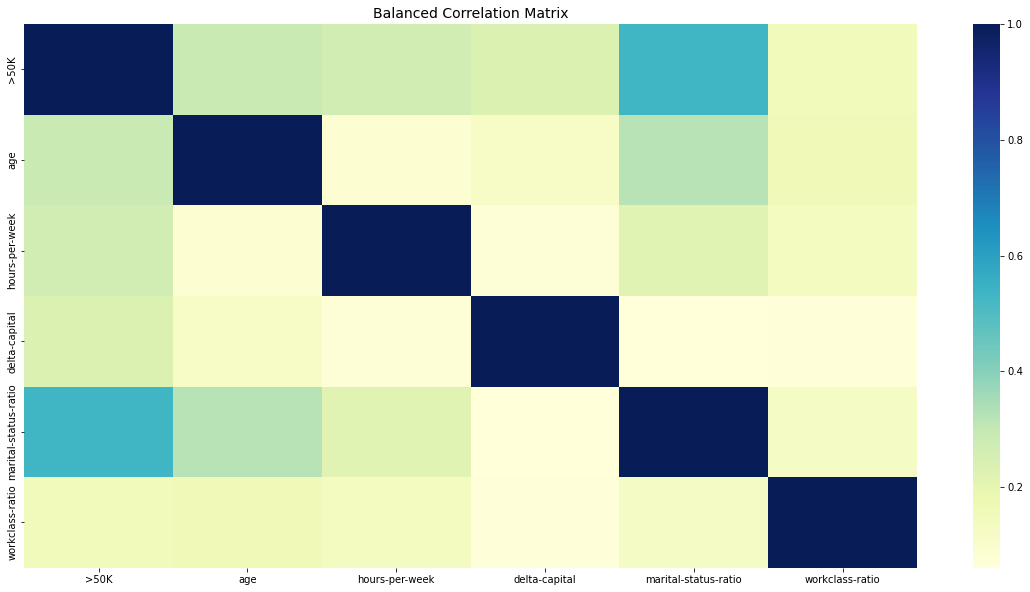 Balanced Correlation Matrix
>50K
age
hours-per-week
delta-capital
marital-status-ratio
workclass-ratio
>50K
age
hours-per-week
delta-capital
marital-status-ratio
workclass-ratio
1.0
0.8
0.6
0.4
0.2